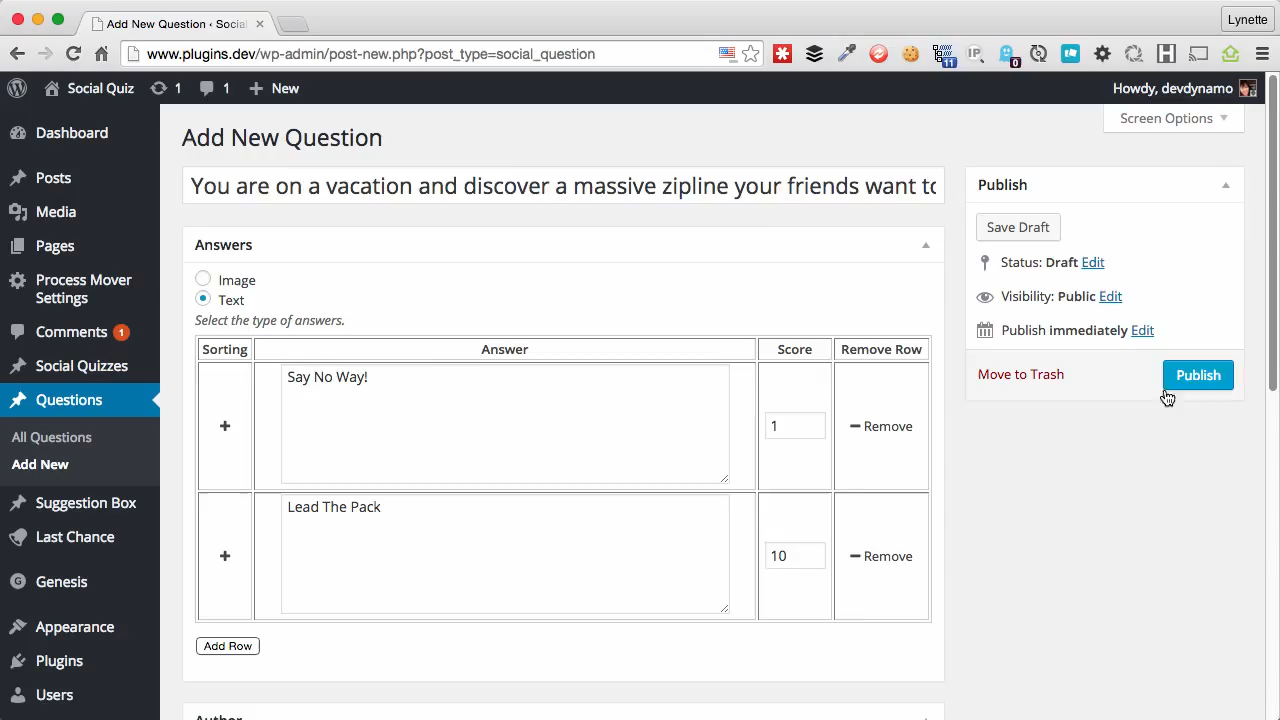 Add New Question ‹ Social
Lynette
www.plugins.dev/wp-admin/post-new.php?post_type=social_question
11
IP
0
Social Quiz
1
1
New
Howdy, devdynamo
Dashboard
Posts
Media
Pages
Process Mover
Settings
Comments 1
Social Quizzes
Questions
All Questions
Add New
Suggestion Box
Last Chance
Genesis
Appearance
Plugins
Users
Screen Options
Add New Question
You are on a vacation and discover a massive zipline your friends want to
Answers
Image
Text
Select the type of answers.
Sorting Answer Score Remove Row
Say No Way! 1 Remove
Lead The Pack 10 Remove
Add Row
Author
Publish
Save Draft
Status: Draft Edit
Visibility: Public Edit
Publish immediately Edit
Move to Trash
Publish